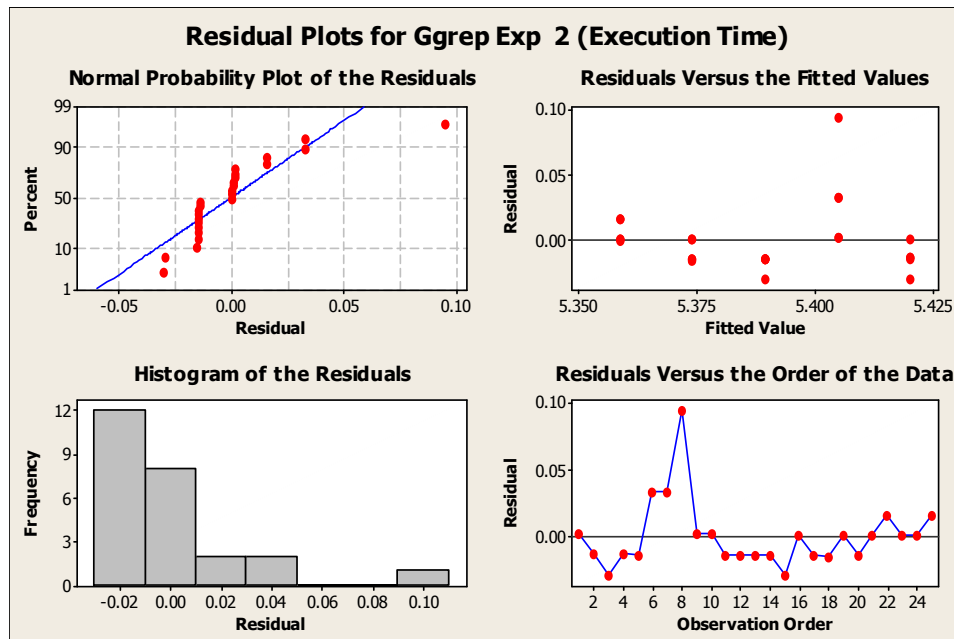 Residual Plots for Ggrep Exp 2 (Execution Time)
Normal Probability Plot of the Residuals
99
90
50
10
1
Percent
-0.05 0.00 0.05 0.10
Residual
Residuals Versus the Fitted Values
0.10
0.05
0.00
Residual
5.350 5.375 5.400 5.425
Fitted Value
Histogram of the Residuals
12
9
6
3
0
Frequency
-0.02 0.00 0.02 0.04 0.06 0.08 0.10
Residual
Residuals Versus the Order of the Data
0.10
0.05
0.00
Residual
2 4 6 8 10 12 14 16 18 20 22 24
Observation Order